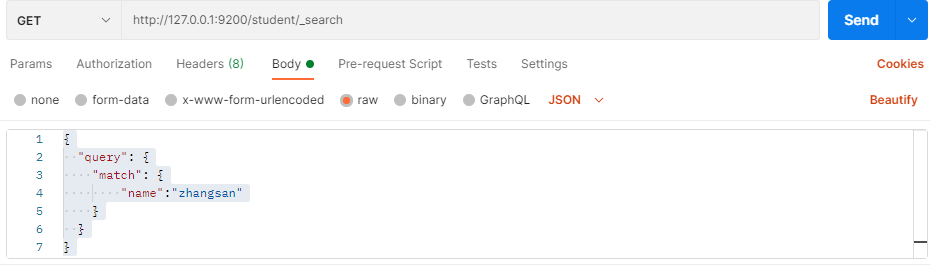 GET http://127.0.0.1:9200/student/_search Send
Params Authorization Headers (8) Body Pre-request Script Tests Settings Cookies
none form-data x-www-form-urlencoded raw binary GraphQL JSON Beautify
1 {
2 "query": {
3 "match": {
4 "name":"zhangsan"
5 }
6 }
7 }